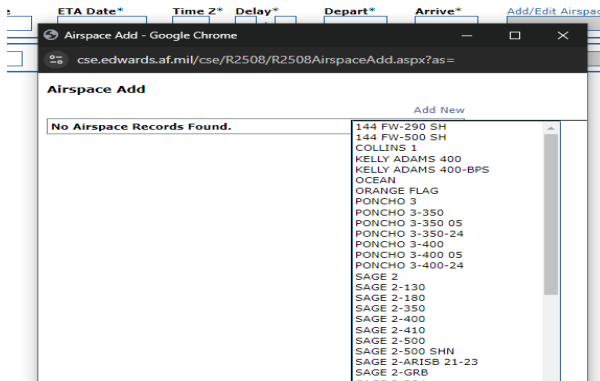 ETA Date* Time Z* Delay* Depart* Arrive* Add/Edit Airspac
Airspace Add - Google Chrome
cse.edwards.af.mil/cse/R2508/R2508AirspaceAdd.aspx?as=
Airspace Add
Add New
No Airspace Records Found.
144 FW-290 SH
144 FW-500 SH
COLLINS 1
KELLY ADAMS 400
KELLY ADAMS 400-BPS
OCEAN
ORANGE FLAG
PONCHO 3
PONCHO 3-350
PONCHO 3-350 05
PONCHO 3-350-24
PONCHO 3-400
PONCHO 3-400 05
PONCHO 3-400-24
SAGE 2
SAGE 2-130
SAGE 2-180
SAGE 2-350
SAGE 2-400
SAGE 2-410
SAGE 2-500
SAGE 2-500 SHN
SAGE 2-ARISB 21-23
SAGE 2-GRB